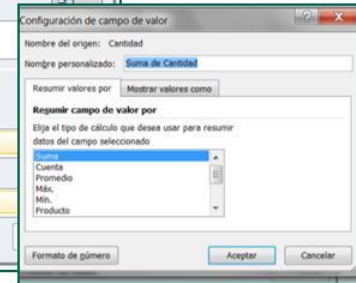 Configuración de campo de valor
Nombre del origen: Cantidad
Nombre personalizado: Suma de Cantidad
Resumir valores por Mostrar valores como
Resumir campo de valor por
Elija el tipo de cálculo que desea usar para resumir
datos del campo seleccionado
Suma
Cuenta
Promedio
Máx.
Mín.
Producto
Formato de número Aceptar Cancelar